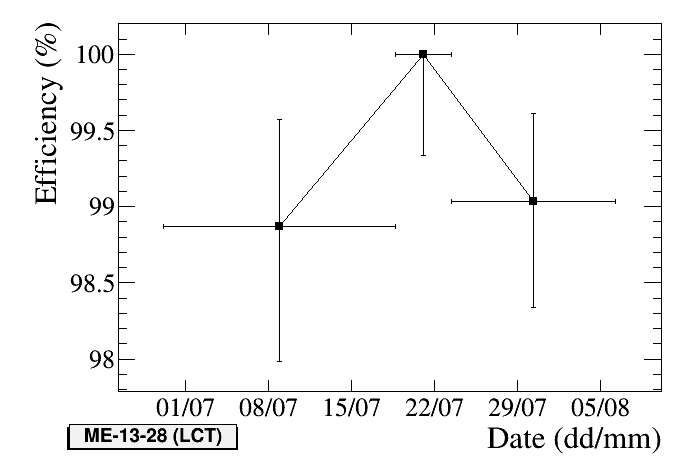 Efficiency (%)
100
99.5
99
98.5
98
01/07 08/07 15/07 22/07 29/07 05/08
ME-13-28 (LCT)
Date (dd/mm)